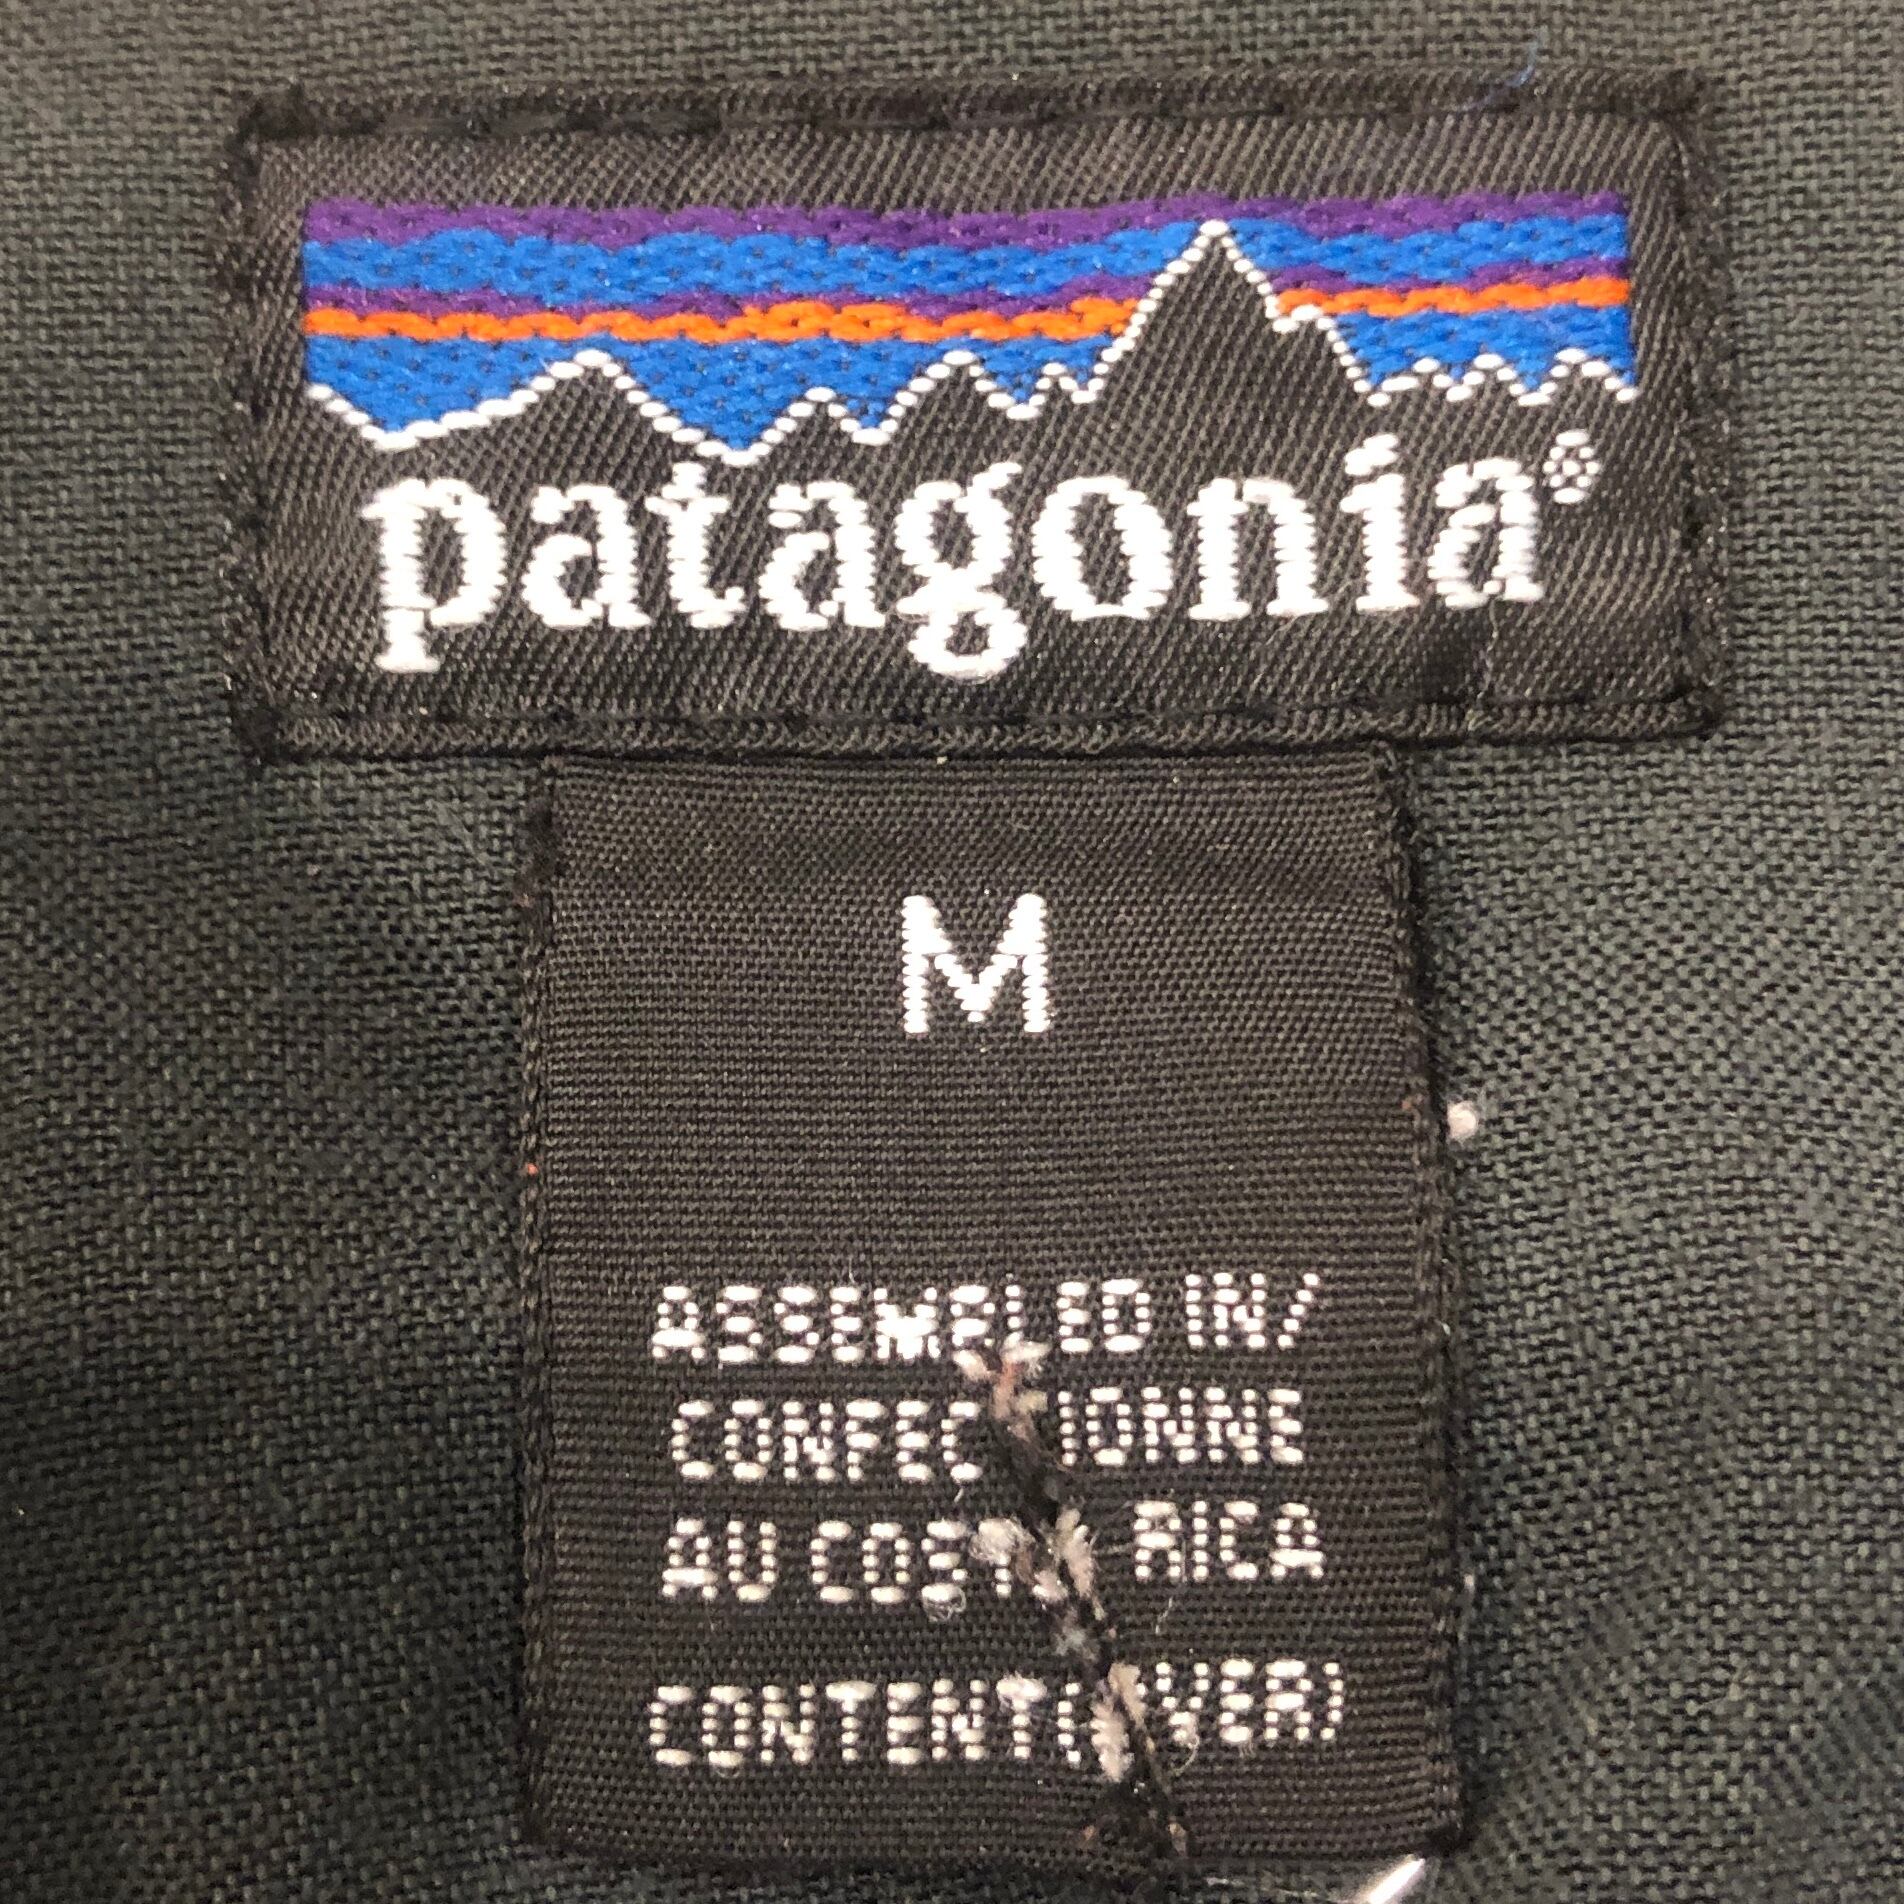 patagonia®
M
ASSEMBLED IN/
CONFECTIONNE
AU COSTA RICA
CONTENT(OVER)